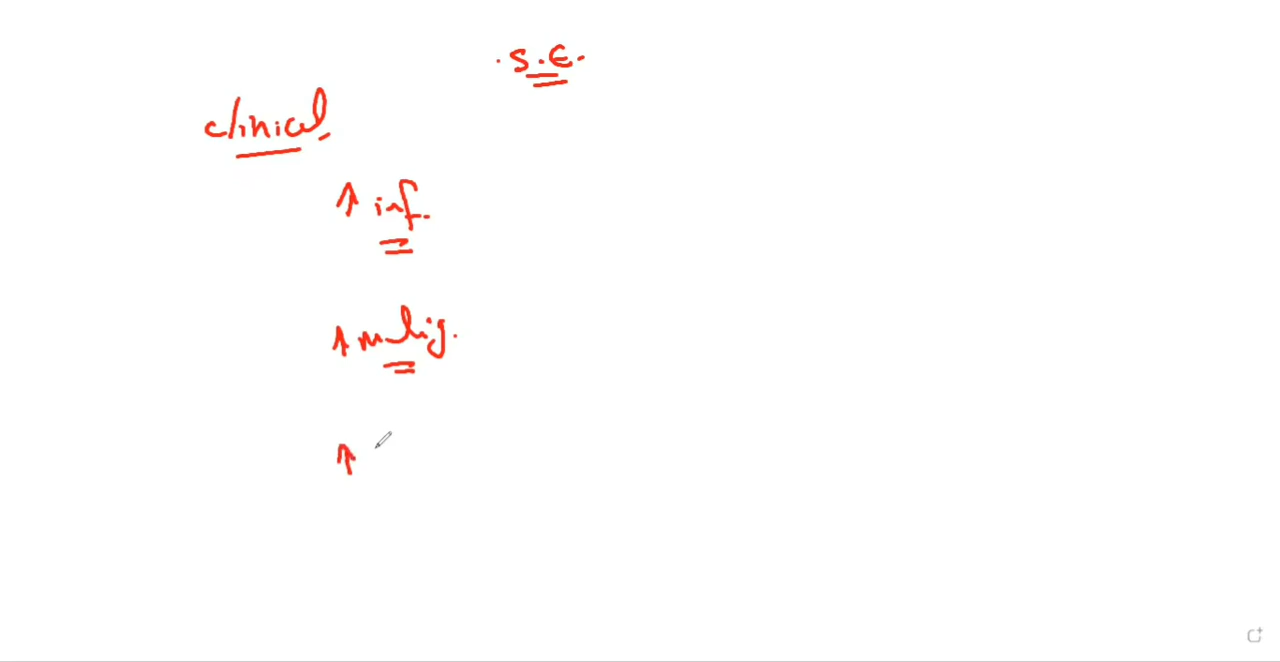 . S.E.
clinical
↑ inf.
↑ malig.
↑